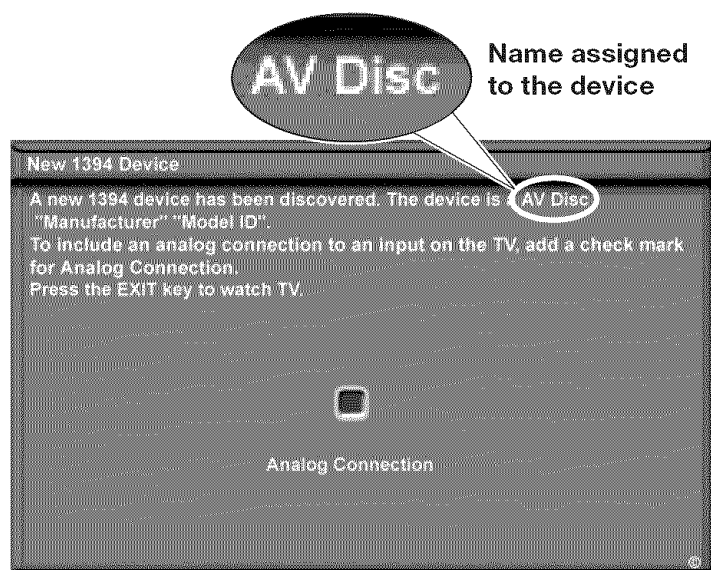 AV Disc
Name assigned
to the device
New 1394 Device
A new 1394 device has been discovered. The device is a AV Disc
"Manufacturer" "Model ID".
To include an analog connection to an input on the TV, add a check mark
for Analog Connection.
Press the EXIT key to watch TV.
Analog Connection
©